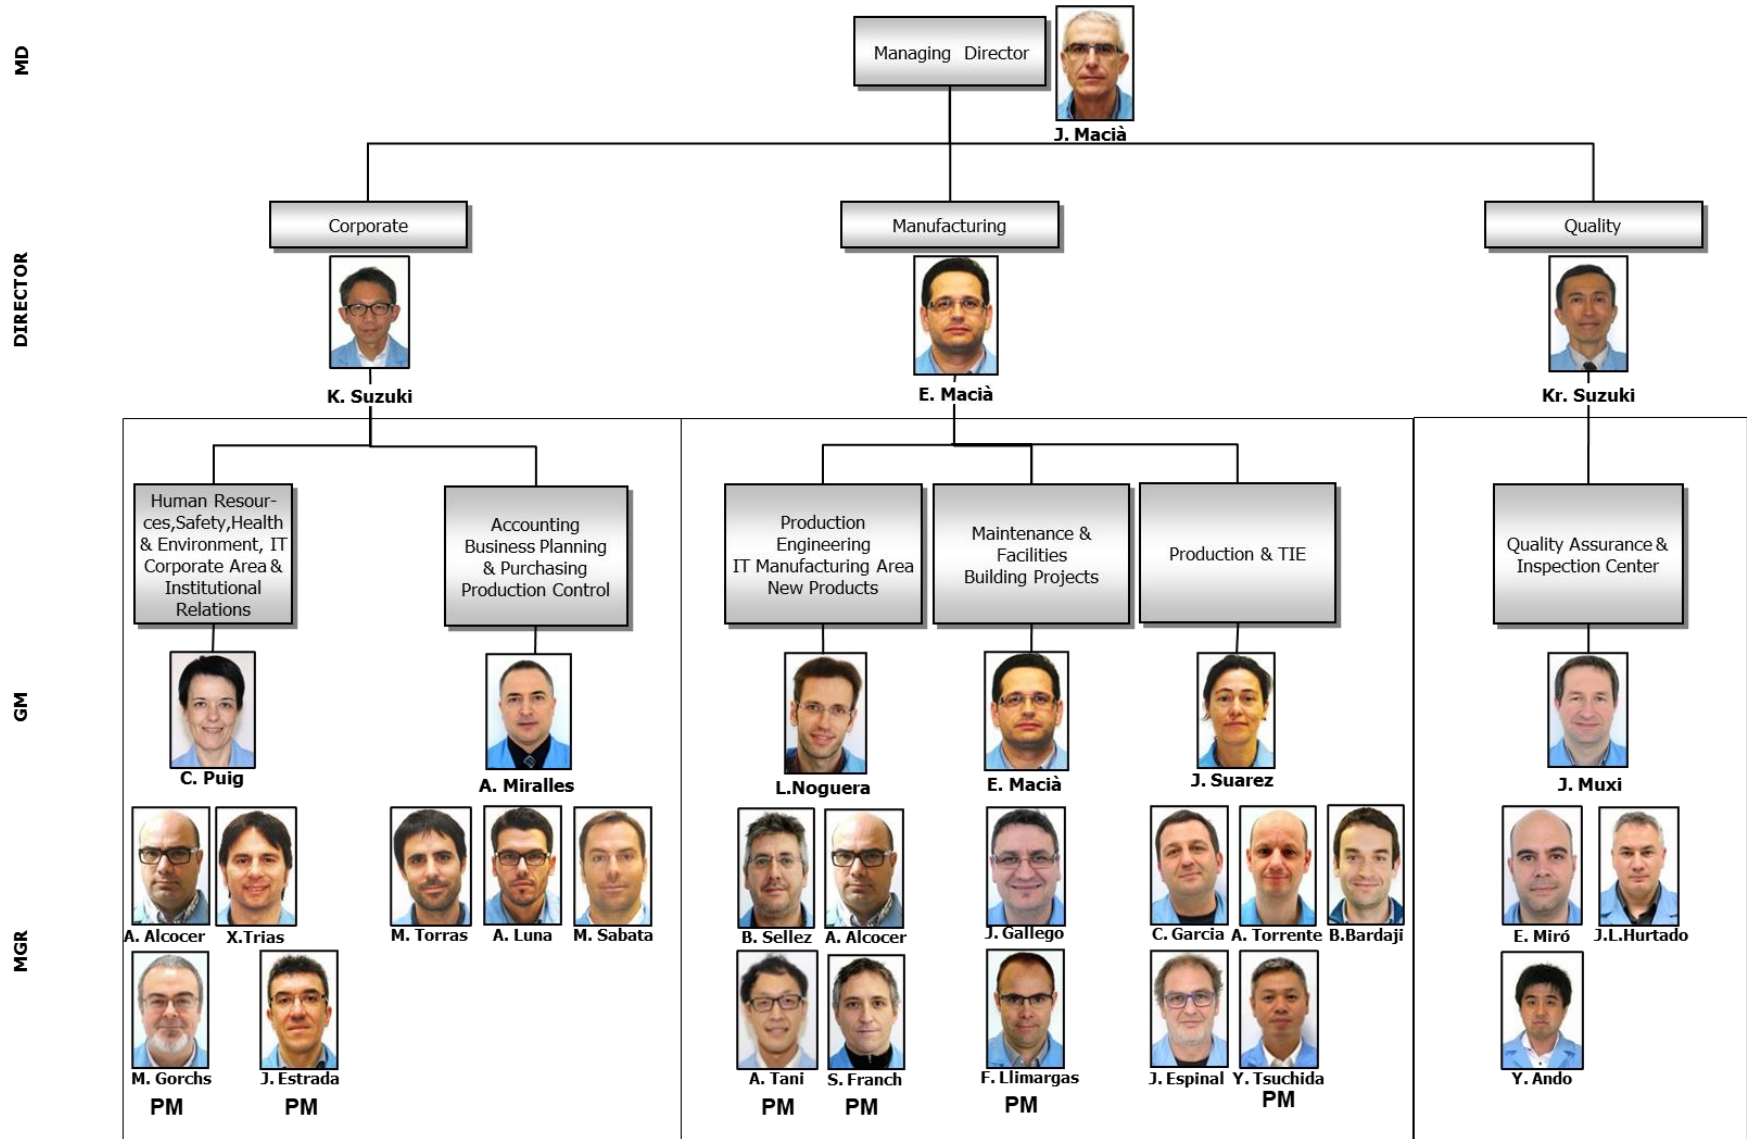 MD
Managing Director
J. Macià
DIRECTOR
Corporate
Manufacturing
Quality
K. Suzuki
E. Macià
Kr. Suzuki
GM
Human Resour-
ces,Safety,Health
& Environment, IT
Corporate Area &
Institutional
Relations
Accounting
Business Planning
& Purchasing
Production Control
Production
Engineering
IT Manufacturing Area
New Products
Maintenance &
Facilities
Building Projects
Production & TIE
Quality Assurance &
Inspection Center
C. Puig
A. Miralles
L.Noguera
E. Macià
J. Suarez
J. Muxi
MGR
A. Alcocer
X.Trias
M. Torras
A. Luna
M. Sabata
B. Sellez
A. Alcocer
J. Gallego
C. Garcia
A. Torrente
B.Bardaji
E. Miró
J.L.Hurtado
M. Gorchs
J. Estrada
A. Tani
S. Franch
F. Llimargas
J. Espinal
Y. Tsuchida
Y. Ando
PM
PM
PM
PM
PM
PM